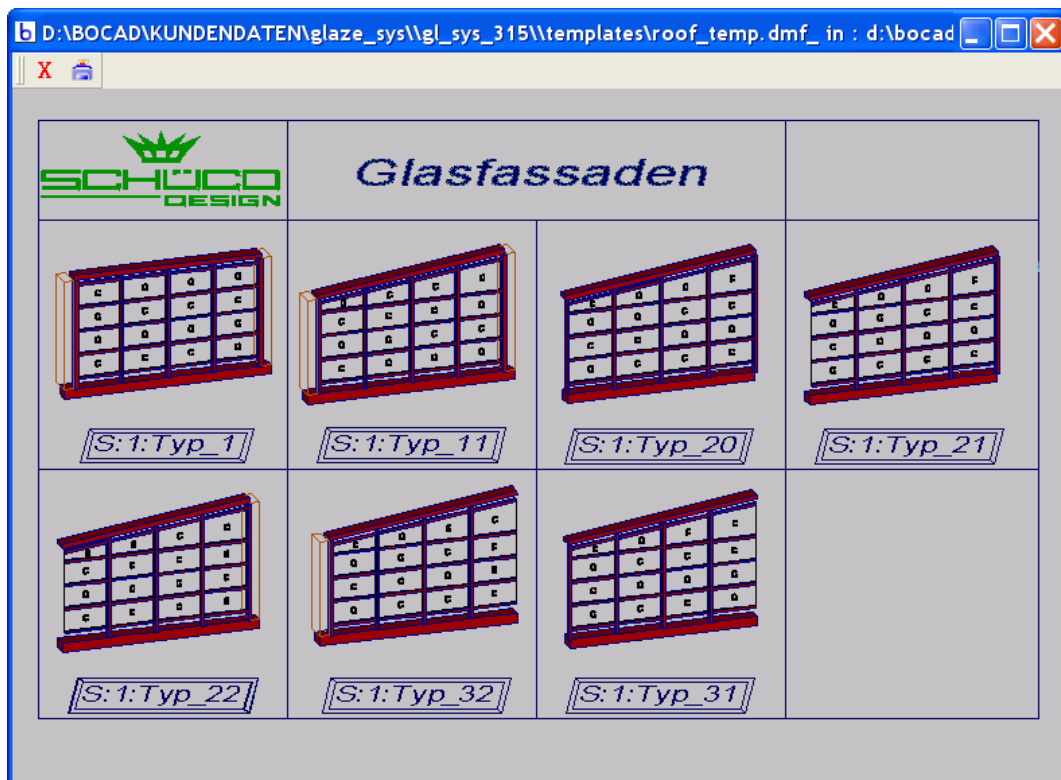 D:\BOCAD\KUNDENDATEN\glaze_sys\\gl_sys_315\\templates\roof_temp.dmf_ in : d:\bocad
X
SCHÜCO
DESIGN
Glasfassaden
S:1:Typ_1
S:1:Typ_11
S:1:Typ_20
S:1:Typ_21
S:1:Typ_22
S:1:Typ_32
S:1:Typ_31